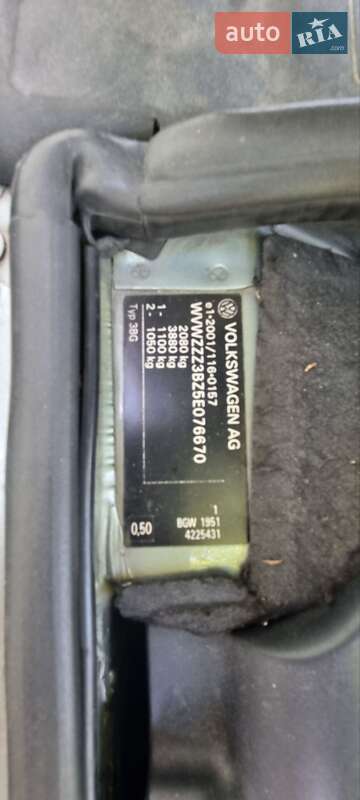 auto RIA
.com
VOLKSWAGEN AG
e1*2001/116*0157
WVWZZZ3BZ5E076670
2080 kg
3880 kg
1- 1100 kg
2- 1050 kg
Typ 3BG
1
BGW 1951
4225431
0,50